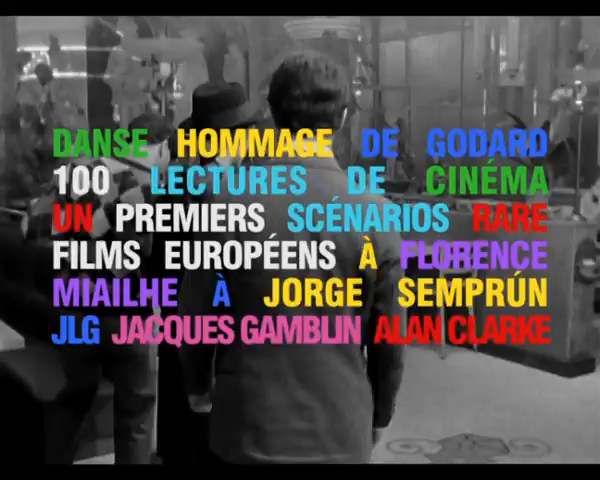 DANSE HOMMAGE DE GODARD
100 LECTURES DE CINÉMA
UN PREMIERS SCÉNARIOS RARE
FILMS EUROPÉENS À FLORENCE
MIAILHE À JORGE SEMPRÚN
JLG JACQUES GAMBLIN ALAN CLARKE